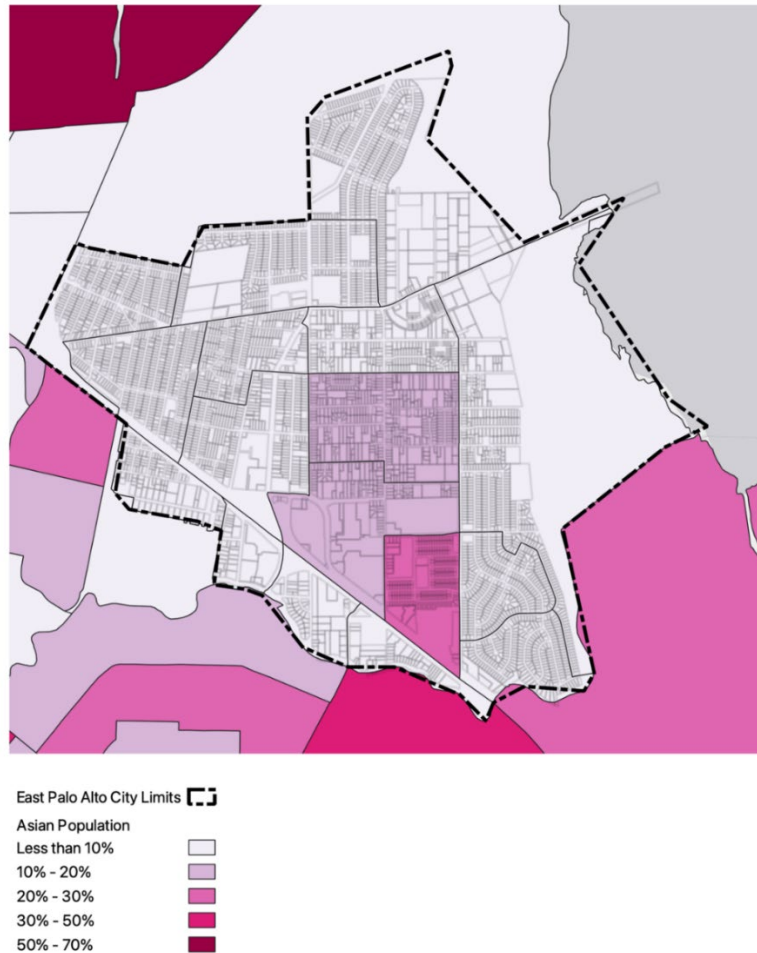 East Palo Alto City Limits
Asian Population
Less than 10%
10% - 20%
20% - 30%
30% - 50%
50% - 70%